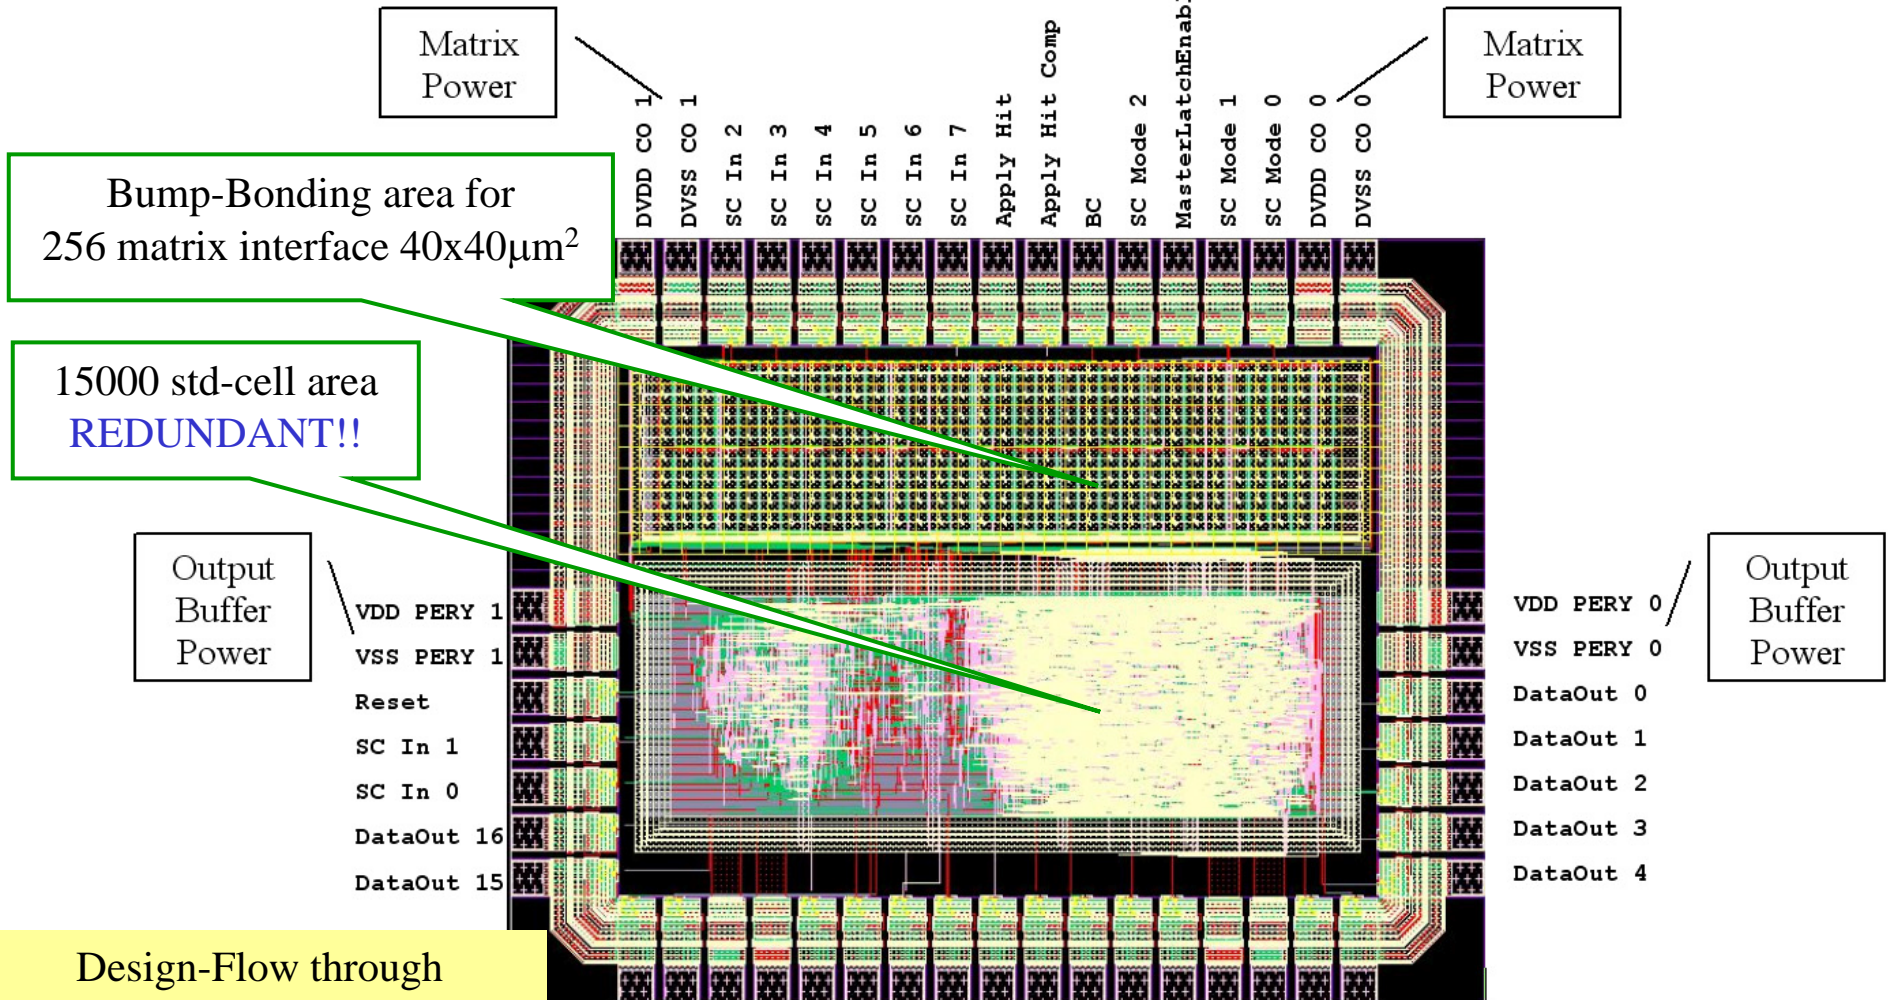 Matrix
Power
Matrix
Power
DVDD CO 1
DVSS CO 1
SC In 2
SC In 3
SC In 4
SC In 5
SC In 6
SC In 7
Apply Hit
Apply Hit Comp
BC
SC Mode 2
MasterLatchEnab
SC Mode 1
SC Mode 0
DVDD CO 0
DVSS CO 0
Bump-Bonding area for
256 matrix interface 40x40μm²
15000 std-cell area
REDUNDANT!!
Output
Buffer
Power
VDD PERY 1
VSS PERY 1
Reset
SC In 1
SC In 0
DataOut 16
DataOut 15
VDD PERY 0
VSS PERY 0
DataOut 0
DataOut 1
DataOut 2
DataOut 3
DataOut 4
Output
Buffer
Power
Design-Flow through